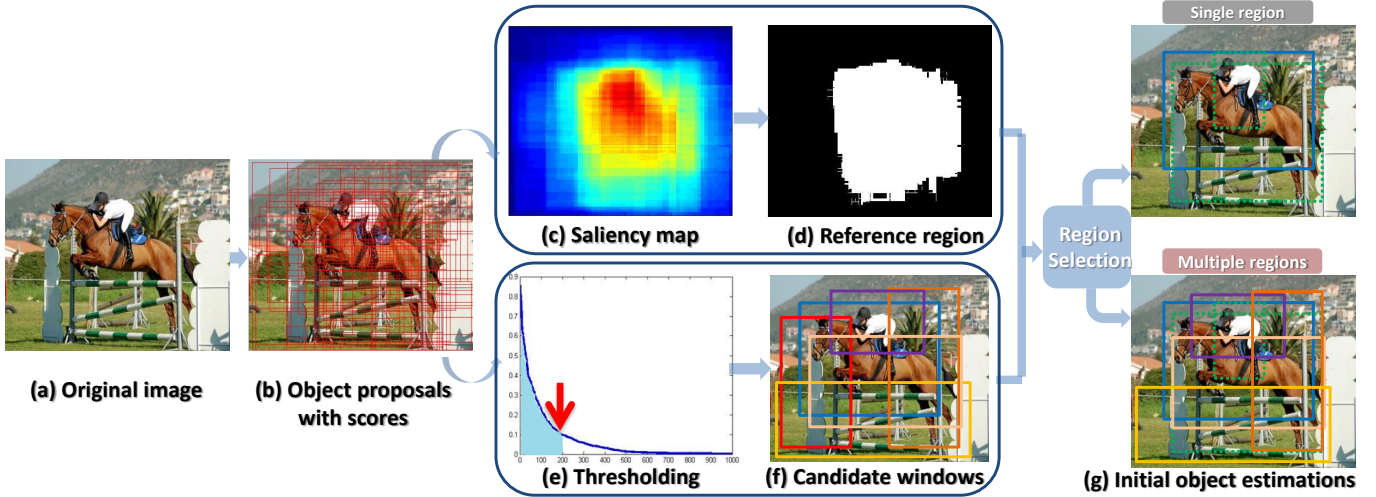 Single region
(c) Saliency map
(d) Reference region
Region
Selection
(a) Original image
(b) Object proposals
with scores
Multiple regions
0.9
0.8
0.7
0.6
0.5
0.4
0.3
0.2
0.1
0
0 100 200 300 400 500 600 700 800 900 1000
(e) Thresholding
(f) Candidate windows
(g) Initial object estimations